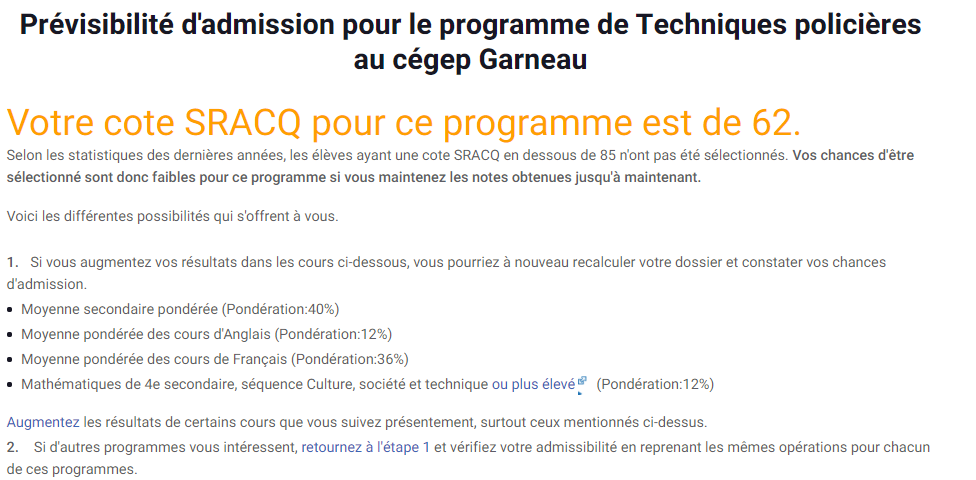 Prévisibilité d'admission pour le programme de Techniques policières
au cégep Garneau
Votre cote SRACQ pour ce programme est de 62.
Selon les statistiques des dernières années, les élèves ayant une cote SRACQ en dessous de 85 n'ont pas été sélectionnés. Vos chances d'être
sélectionné sont donc faibles pour ce programme si vous maintenez les notes obtenues jusqu'à maintenant.
Voici les différentes possibilités qui s'offrent à vous.
1. Si vous augmentez vos résultats dans les cours ci-dessous, vous pourriez à nouveau recalculer votre dossier et constater vos chances
d'admission.
• Moyenne secondaire pondérée (Pondération:40%)
• Moyenne pondérée des cours d'Anglais (Pondération:12%)
• Moyenne pondérée des cours de Français (Pondération:36%)
• Mathématiques de 4e secondaire, séquence Culture, société et technique ou plus élevé (Pondération:12%)
Augmentez les résultats de certains cours que vous suivez présentement, surtout ceux mentionnés ci-dessus.
2. Si d'autres programmes vous intéressent, retournez à l'étape 1 et vérifiez votre admissibilité en reprenant les mêmes opérations pour chacun
de ces programmes.